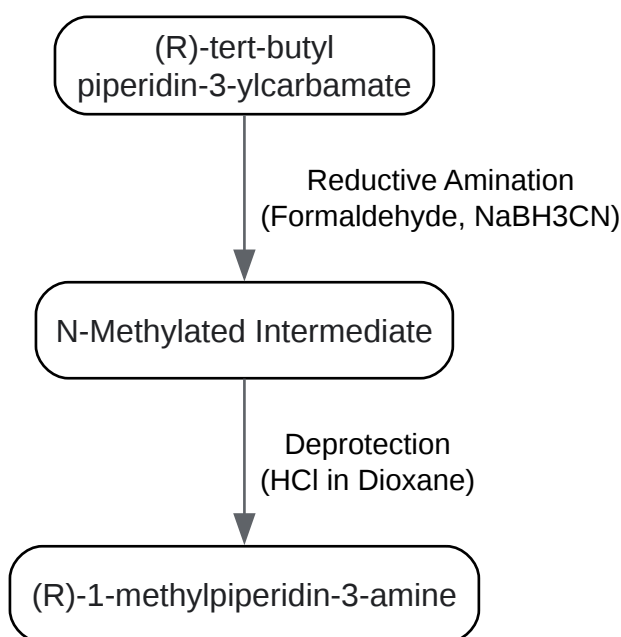 (R)-tert-butyl
piperidin-3-ylcarbamate
Reductive Amination
(Formaldehyde, NaBH3CN)
N-Methylated Intermediate
Deprotection
(HCl in Dioxane)
(R)-1-methylpiperidin-3-amine